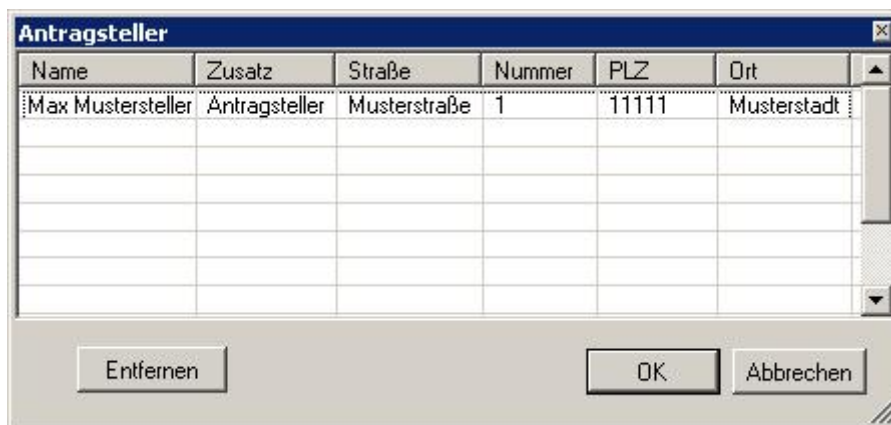 Antragsteller
Name Zusatz Straße Nummer PLZ Ort
Max Mustersteller Antragsteller Musterstraße 1 11111 Musterstadt
Entfernen OK Abbrechen